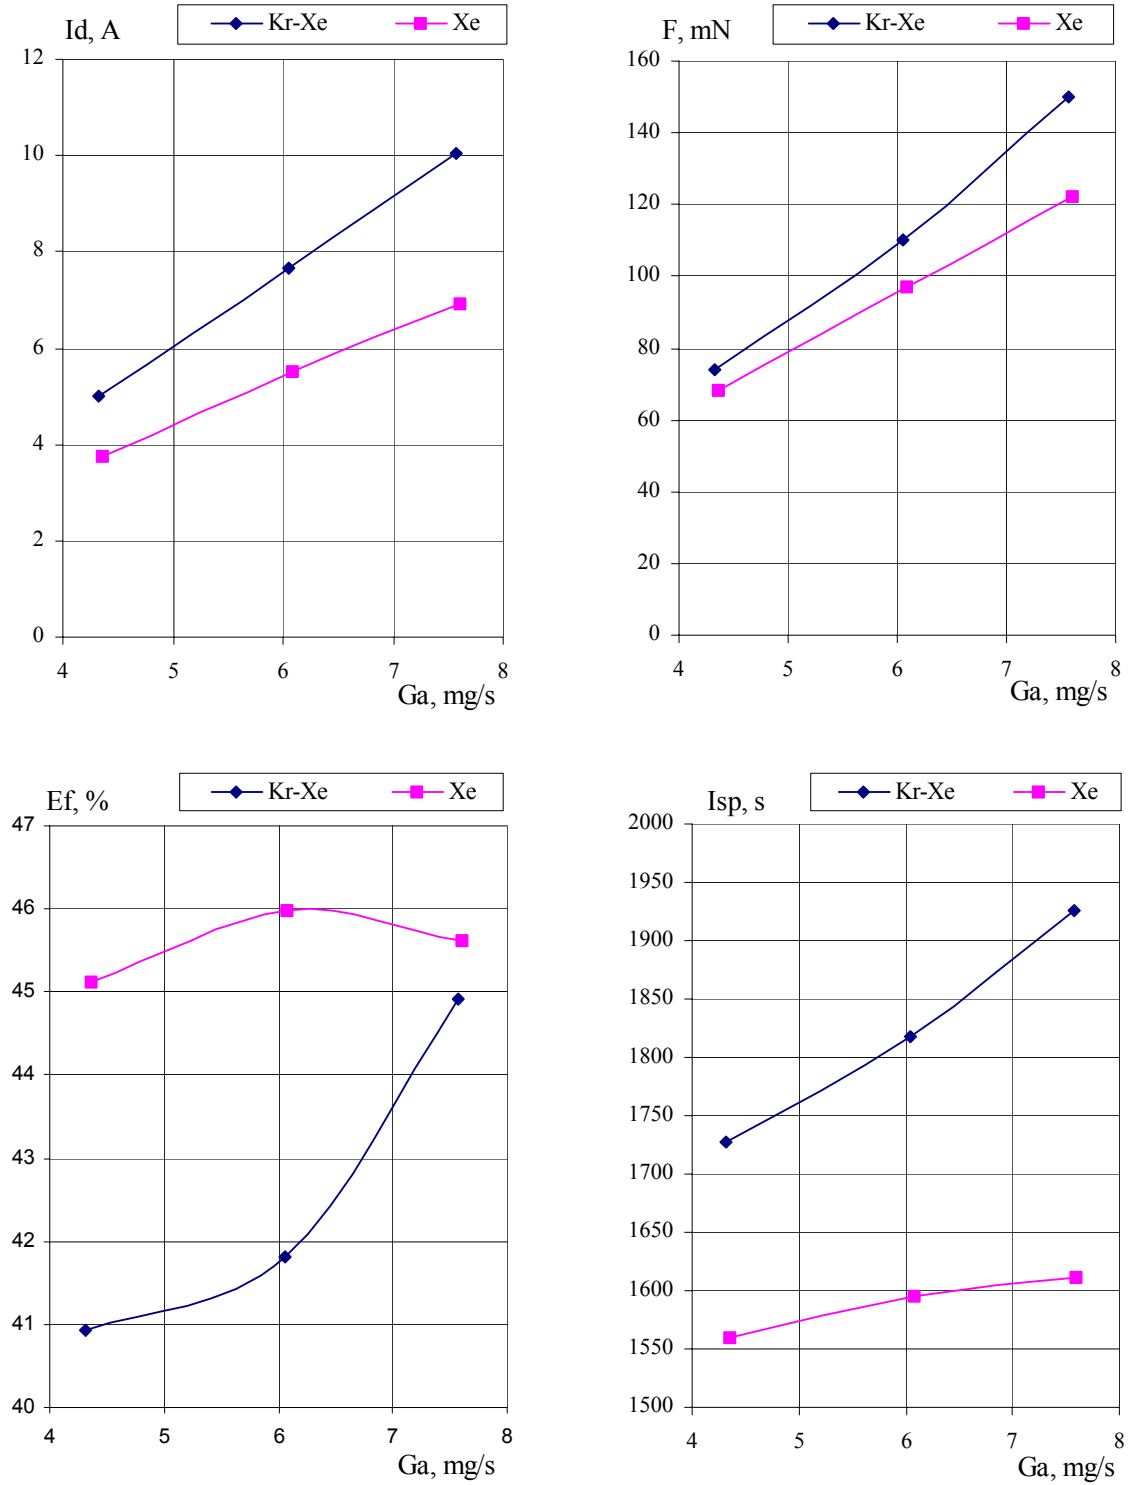 Id, A
Kr-Xe Xe
12
10
8
6
4
2
0
4 5 6 7 8
Ga, mg/s
F, mN
Kr-Xe Xe
160
140
120
100
80
60
40
20
0
4 5 6 7 8
Ga, mg/s
Ef, %
Kr-Xe Xe
47
46
45
44
43
42
41
40
4 5 6 7 8
Ga, mg/s
Isp, s
Kr-Xe Xe
2000
1950
1900
1850
1800
1750
1700
1650
1600
1550
1500
4 5 6 7 8
Ga, mg/s